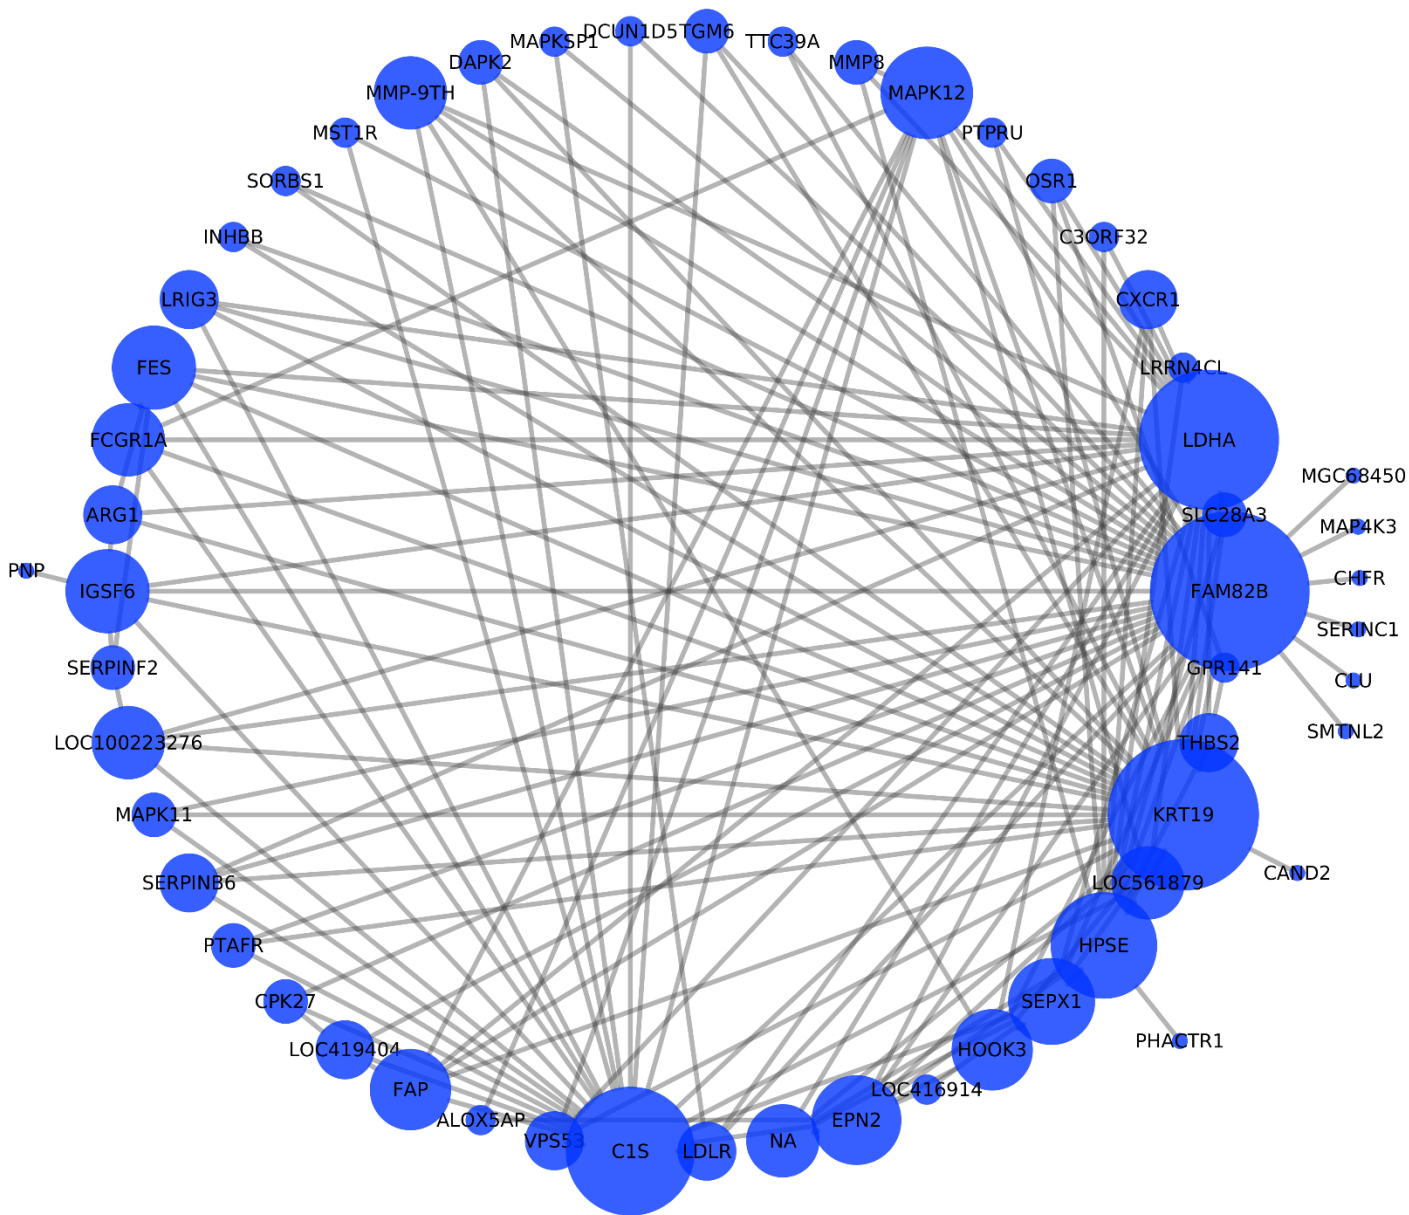 DCUN1D5
TGM6
MAPKSP1
TTC39A
DAPK2
MMP8
MMP-9TH
MAPK12
MST1R
PTPRU
SORBS1
OSR1
INHBB
C3ORF32
LRIG3
CXCR1
FES
LRRN4CL
FCGR1A
LDHA
MGC68450
ARG1
SLC28A3
MAP4K3
PNP
CHFR
IGSF6
FAM82B
SERINC1
SERPINF2
GPR141
CLU
SMTNL2
LOC100223276
THBS2
MAPK11
KRT19
CAND2
SERPINB6
LOC561879
PTAFR
HPSE
CPK27
SEPX1
PHACTR1
LOC419404
HOOK3
FAP
LOC416914
ALOX5AP
EPN2
VPS53
NA
C1S
LDLR